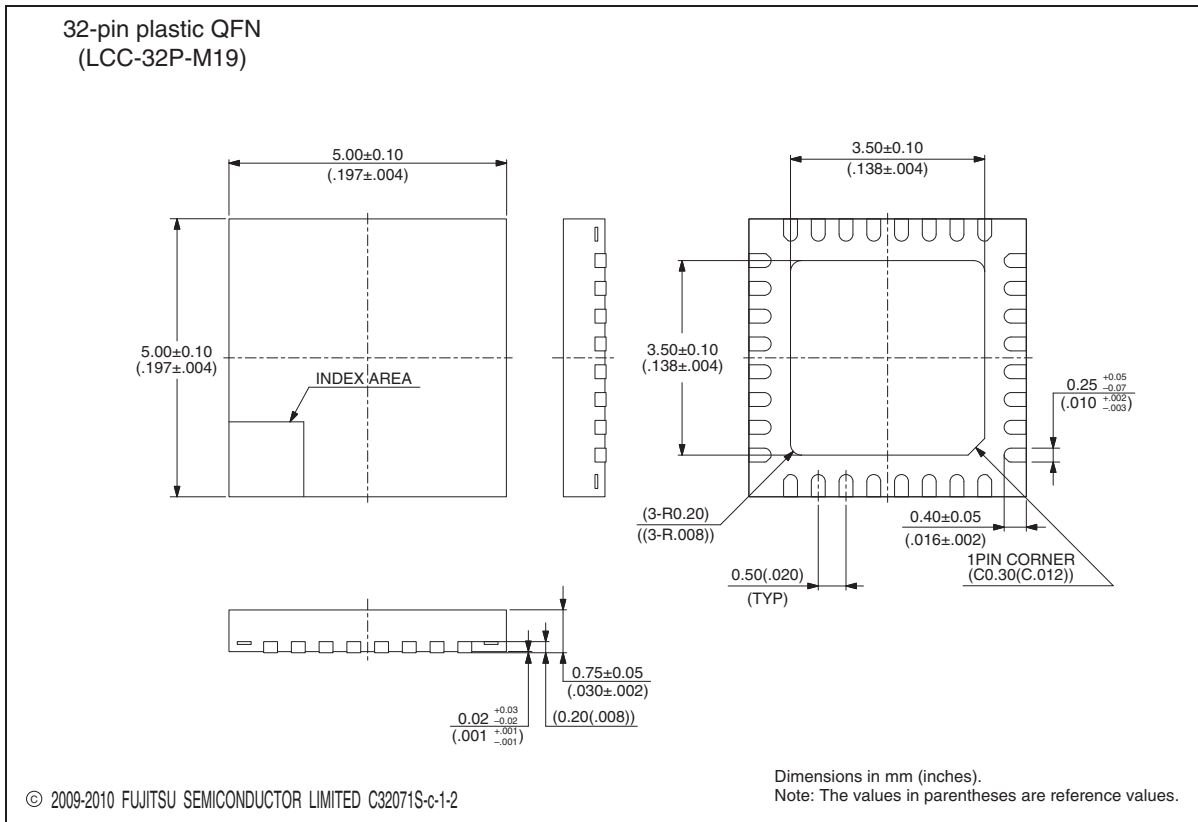 32-pin plastic QFN
(LCC-32P-M19)
5.00±0.10
(.197±.004)
3.50±0.10
(.138±.004)
5.00±0.10
(.197±.004)
INDEX AREA
3.50±0.10
(.138±.004)
0.25 +0.05 −0.07
(.010 +.002 −.003)
(3-R0.20)
((3-R.008))
0.40±0.05
(.016±.002)
1PIN CORNER
(C0.30(C.012))
0.50(.020)
(TYP)
0.75±0.05
(.030±.002)
0.02 +0.03 −0.02
(.001 +.001 −.001)
(0.20(.008))
© 2009-2010 FUJITSU SEMICONDUCTOR LIMITED C32071S-c-1-2
Dimensions in mm (inches).
Note: The values in parentheses are reference values.